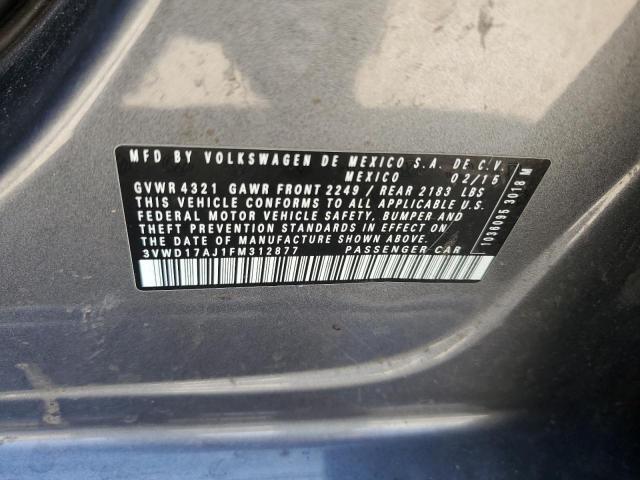 MFD BY VOLKSWAGEN DE MEXICO S.A. DE C.V.
MEXICO 02/15
GVWR 4321 GAWR FRONT 2249 / REAR 2183 LBS
THIS VEHICLE CONFORMS TO ALL APPLICABLE U.S.
FEDERAL MOTOR VEHICLE SAFETY, BUMPER AND
THEFT PREVENTION STANDARDS IN EFFECT ON
THE DATE OF MANUFACTURE SHOWN ABOVE.
3VWD17AJ1FM312877 PASSENGER CAR
1036095 3018 M